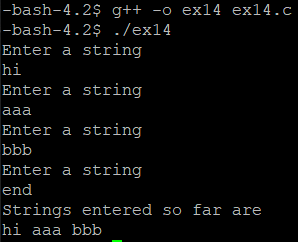 -bash-4.2$ g++ -o ex14 ex14.c
-bash-4.2$ ./ex14
Enter a string
hi
Enter a string
aaa
Enter a string
bbb
Enter a string
end
Strings entered so far are
hi aaa bbb